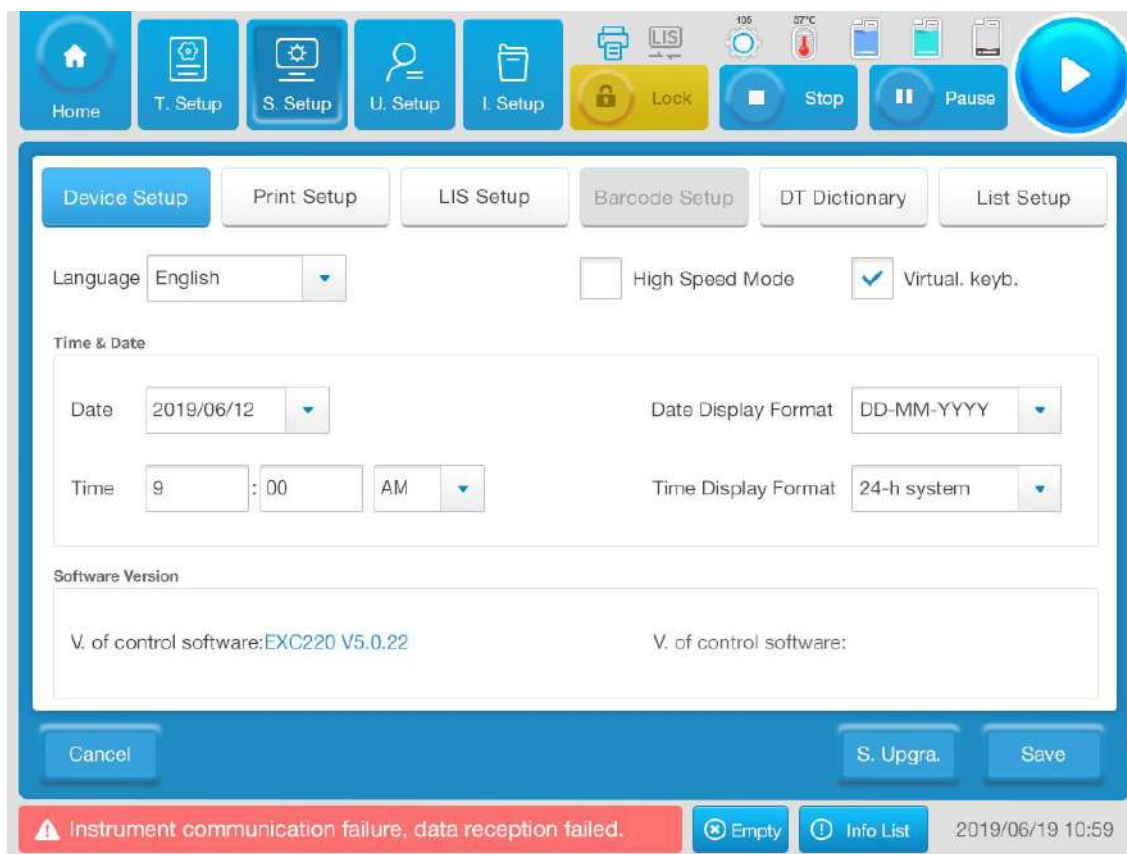 105 37°C
LIS
Home T. Setup S. Setup U. Setup I. Setup Lock Stop Pause
Device Setup Print Setup LIS Setup Barcode Setup DT Dictionary List Setup
Language English High Speed Mode Virtual. keyb.
Time & Date
Date 2019/06/12 Date Display Format DD-MM-YYYY
Time 9 : 00 AM Time Display Format 24-h system
Software Version
V. of control software:EXC220 V5.0.22 V. of control software:
Cancel S. Upgra. Save
Instrument communication failure, data reception failed. Empty Info List 2019/06/19 10:59